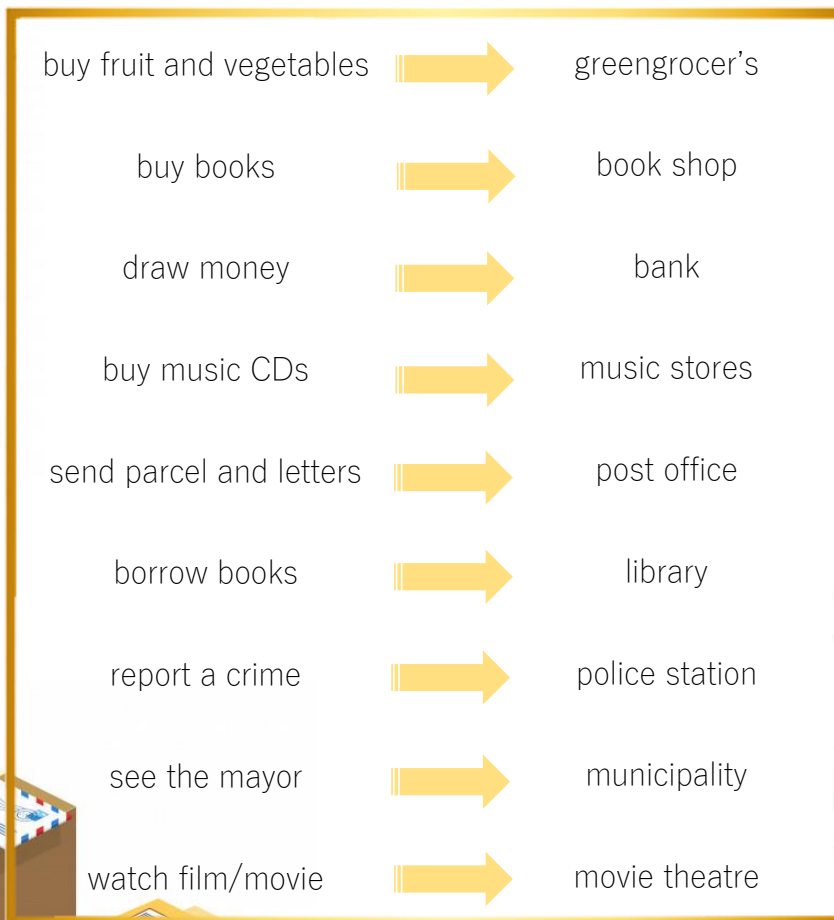 buy fruit and vegetables greengrocer’s
buy books book shop
draw money bank
buy music CDs music stores
send parcel and letters post office
borrow books library
report a crime police station
see the mayor municipality
watch film/movie movie theatre